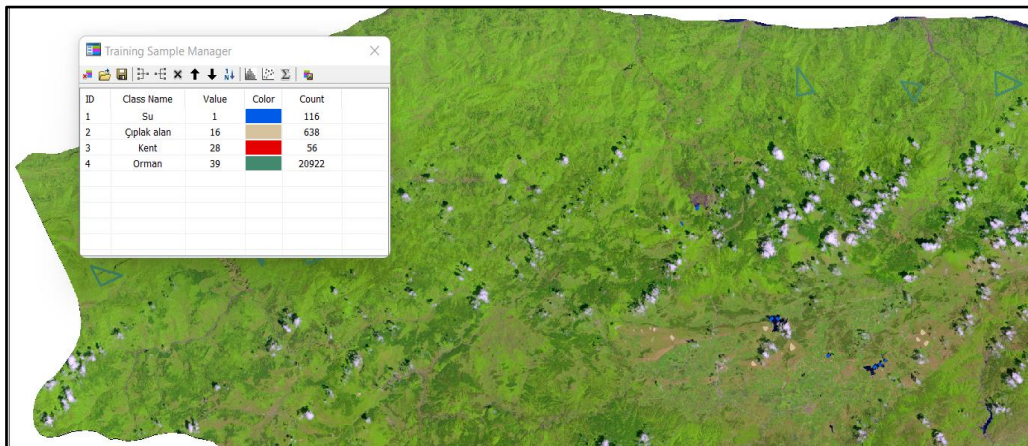 Training Sample Manager
ID Class Name Value Color Count
1 Su 1 116
2 Çıplak alan 16 638
3 Kent 28 56
4 Orman 39 20922